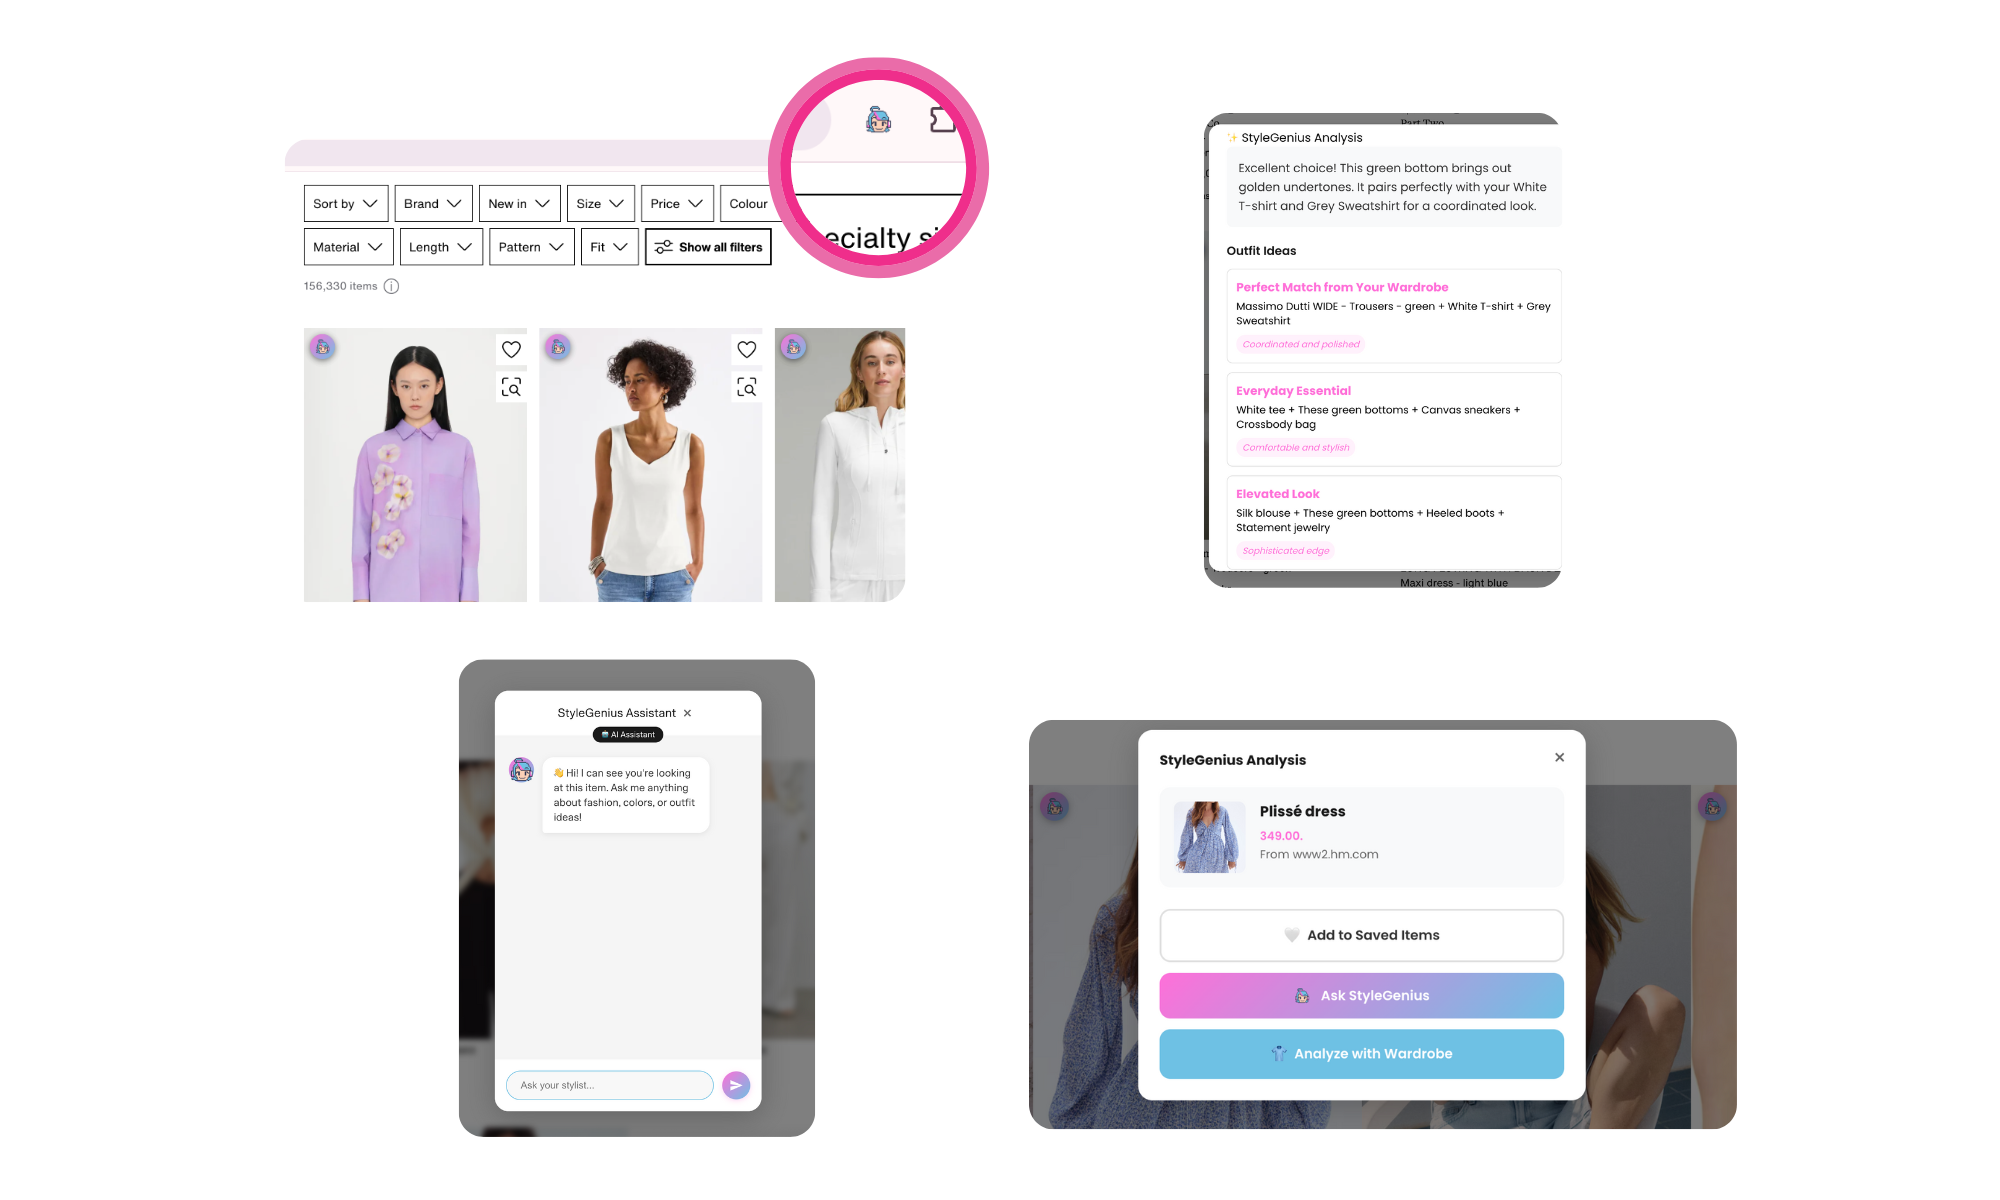 Sort by
Brand
New in
Size
Price
Colour
Material
Length
Pattern
Fit
Show all filters
156,330 items
ecialty si
Part Two
✨ StyleGenius Analysis
Excellent choice! This green bottom brings out
golden undertones. It pairs perfectly with your White
T-shirt and Grey Sweatshirt for a coordinated look.
Outfit Ideas
Perfect Match from Your Wardrobe
Massimo Dutti WIDE - Trousers - green + White T-shirt + Grey
Sweatshirt
Coordinated and polished
Everyday Essential
White tee + These green bottoms + Canvas sneakers +
Crossbody bag
Comfortable and stylish
Elevated Look
Silk blouse + These green bottoms + Heeled boots +
Statement jewelry
Sophisticated edge
Maxi dress - light blue
StyleGenius Assistant ×
AI Assistant
👋 Hi! I can see you're looking
at this item. Ask me anything
about fashion, colors, or outfit
ideas!
Ask your stylist...
StyleGenius Analysis ×
Plissé dress
349.00.
From www2.hm.com
Add to Saved Items
Ask StyleGenius
Analyze with Wardrobe